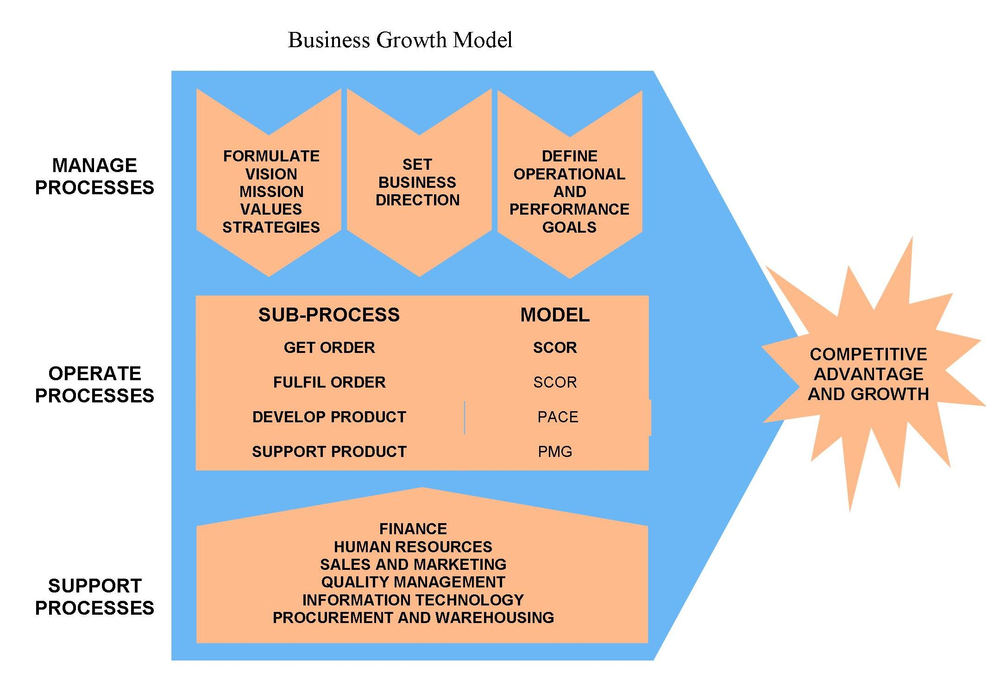 Business Growth Model
MANAGE
PROCESSES
FORMULATE
VISION
MISSION
VALUES
STRATEGIES
SET
BUSINESS
DIRECTION
DEFINE
OPERATIONAL
AND
PERFORMANCE
GOALS
OPERATE
PROCESSES
SUB-PROCESS MODEL
GET ORDER SCOR
FULFIL ORDER SCOR
DEVELOP PRODUCT PACE
SUPPORT PRODUCT PMG
COMPETITIVE
ADVANTAGE
AND GROWTH
SUPPORT
PROCESSES
FINANCE
HUMAN RESOURCES
SALES AND MARKETING
QUALITY MANAGEMENT
INFORMATION TECHNOLOGY
PROCUREMENT AND WAREHOUSING